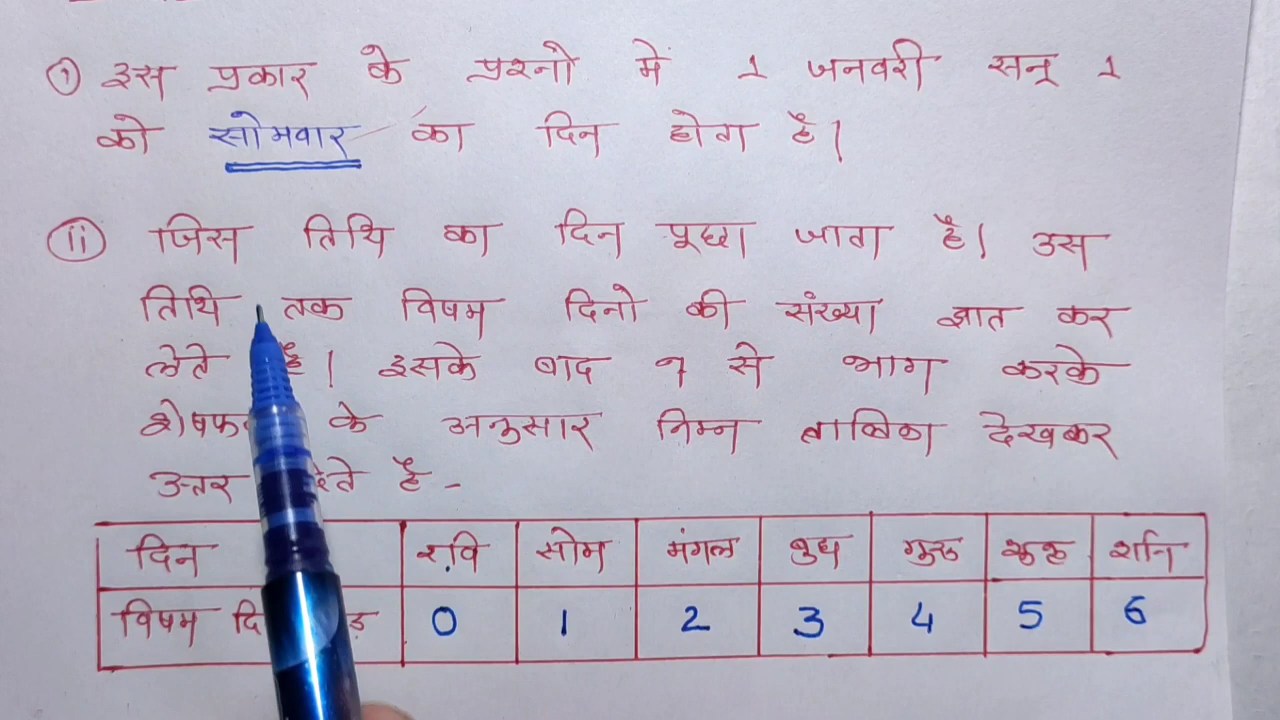 ① इस प्रकार के प्रश्नो में 1 जनवरी सन् 1
को सोमवार का दिन होता है।
ⅱ जिस तिथि का दिन पूछा जाता है। उस
तिथि तक विषम दिनो की संख्या ज्ञात कर
लेते है। इसके बाद 7 से भाग करके
के अनुसार निम्न तालिका देखकर
उत्तर देते है -
दिन रवि सोम मंगल बुध गुरू शुक्र शनि
विषम 0 1 2 3 4 5 6